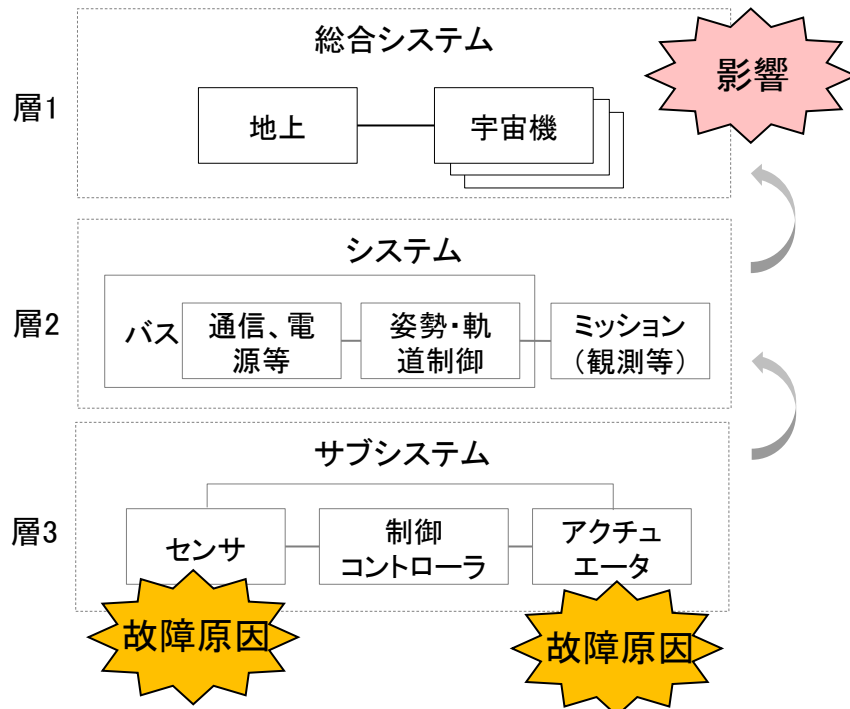 総合システム
影響
層1
地上
宇宙機
システム
層2
バス
通信、電
源等
姿勢・軌
道制御
ミッション
(観測等)
サブシステム
層3
センサ
制御
コントローラ
アクチュ
エータ
故障原因
故障原因